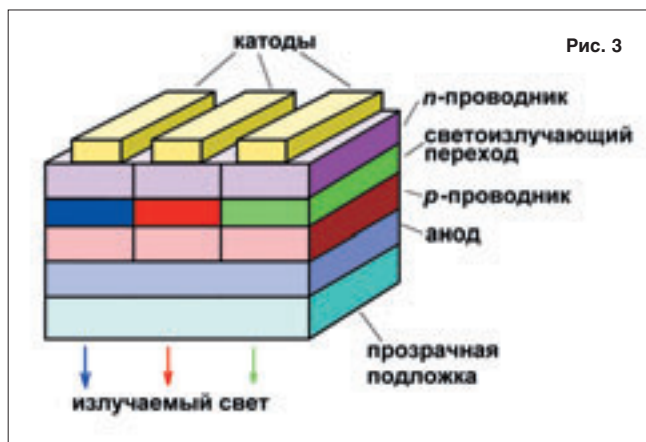 Рис. 3
катоды
n-проводник
светоизлучающий
переход
p-проводник
анод
прозрачная
подложка
излучаемый свет